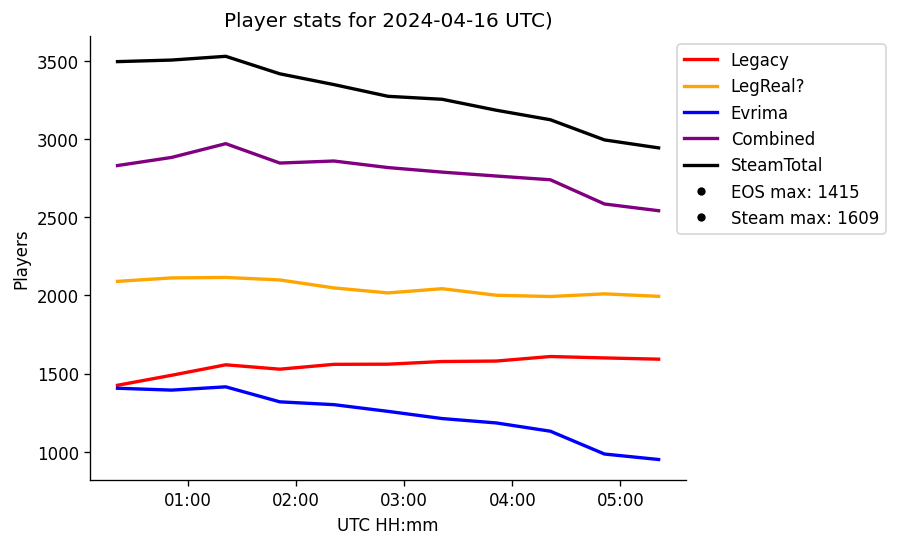 Player stats for 2024-04-16 UTC)
Legacy
LegReal?
Evrima
Combined
SteamTotal
EOS max: 1415
Steam max: 1609
Players
3500
3000
2500
2000
1500
1000
01:00 02:00 03:00 04:00 05:00
UTC HH:mm